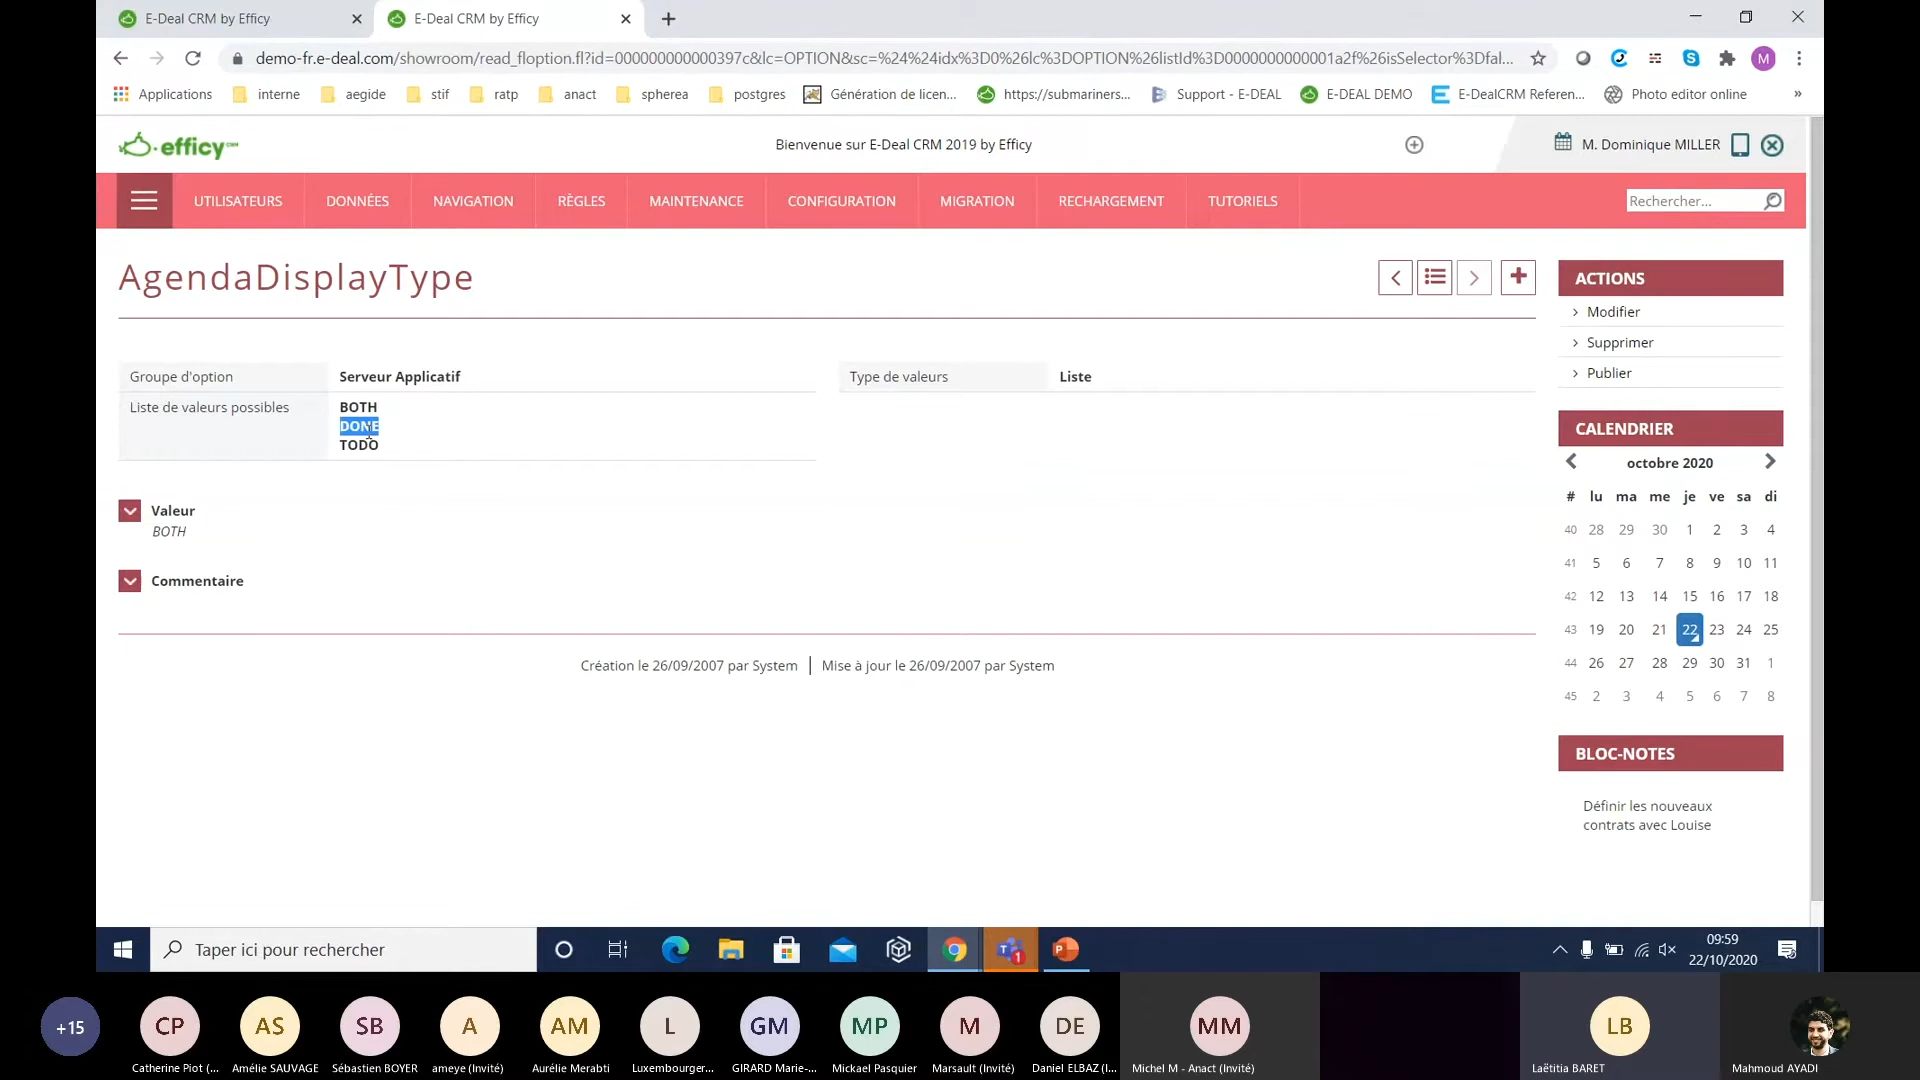 E-Deal CRM by Efficy
E-Deal CRM by Efficy
demo-fr.e-deal.com/showroom/read_floption.fl?id=000000000000397c&lc=OPTION&sc=%24%24idx%3D0%26lc%3DOPTION%26listId%3D0000000000001a2f%26isSelector%3Dfal...
M
Applications
interne
aegide
stif
ratp
anact
spherea
postgres
Génération de licen...
https://submariners...
Support - E-DEAL
E-DEAL DEMO
E-DealCRM Referen...
Photo editor online
»
efficy CRM
Bienvenue sur E-Deal CRM 2019 by Efficy
M. Dominique MILLER
UTILISATEURS
DONNÉES
NAVIGATION
RÈGLES
MAINTENANCE
CONFIGURATION
MIGRATION
RECHARGEMENT
TUTORIELS
Rechercher...
AgendaDisplayType
Groupe d'option
Serveur Applicatif
Type de valeurs
Liste
Liste de valeurs possibles
BOTH
DONE
TODO
Valeur
BOTH
Commentaire
Création le 26/09/2007 par System
Mise à jour le 26/09/2007 par System
ACTIONS
Modifier
Supprimer
Publier
CALENDRIER
octobre 2020
# lu ma me je ve sa di
40 28 29 30 1 2 3 4
41 5 6 7 8 9 10 11
42 12 13 14 15 16 17 18
43 19 20 21 22 23 24 25
44 26 27 28 29 30 31 1
45 2 3 4 5 6 7 8
BLOC-NOTES
Définir les nouveaux
contrats avec Louise
Taper ici pour rechercher
1
09:59
22/10/2020
+15
CP
AS
SB
A
AM
L
GM
MP
M
DE
MM
LB
Catherine Piot (...
Amélie SAUVAGE
Sébastien BOYER
ameye (Invité)
Aurélie Merabti
Luxembourger...
GIRARD Marie-...
Mickael Pasquier
Marsault (Invité)
Daniel ELBAZ (I...
Michel M - Anact (Invité)
Laëtitia BARET
Mahmoud AYADI